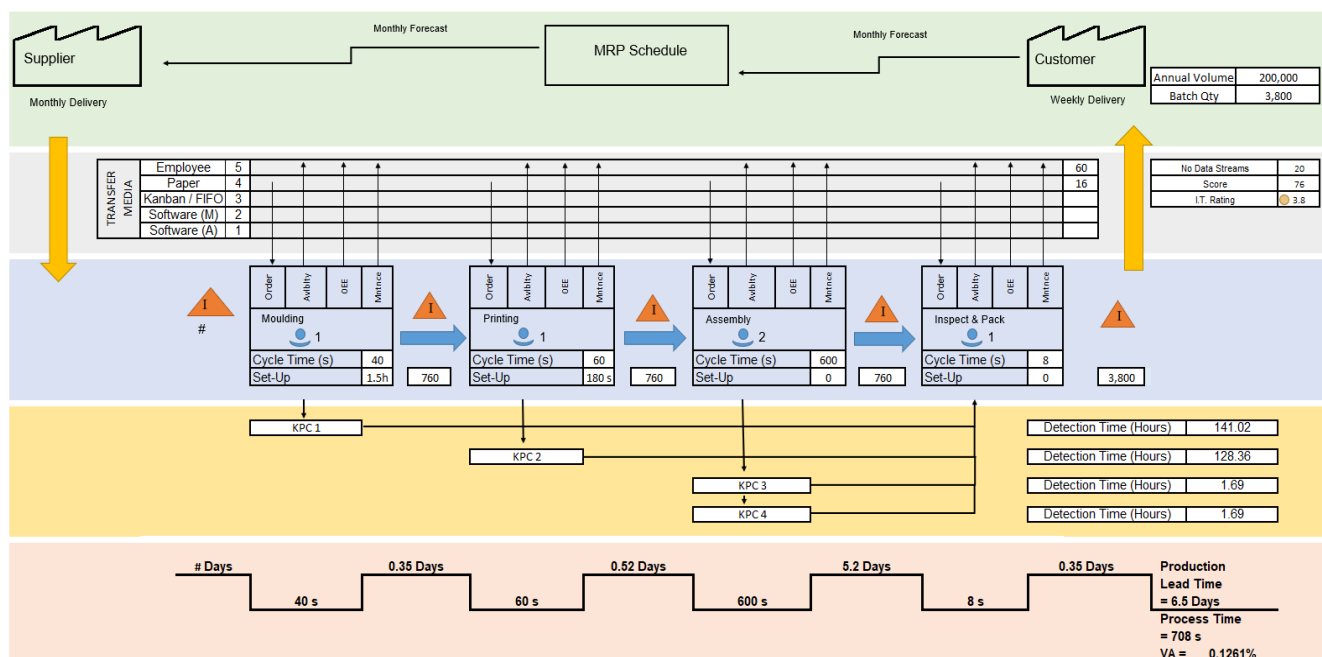 Monthly Forecast
Monthly Forecast
Supplier
MRP Schedule
Customer
Monthly Delivery
Weekly Delivery
Annual Volume 200,000
Batch Qty 3,800
TRANSFER MEDIA
Employee 5 60
Paper 4 16
Kanban / FIFO 3
Software (M) 2
Software (A) 1
No Data Streams 20
Score 76
I.T. Rating 3.8
Order Avlblty OEE Mntnce
Order Avlblty OEE Mntnce
Order Avlblty OEE Mntnce
Order Avlblty OEE Mntnce
I
#
Moulding
1
Cycle Time (s) 40
Set-Up 1.5h
I
760
Printing
1
Cycle Time (s) 60
Set-Up 180 s
I
760
Assembly
2
Cycle Time (s) 600
Set-Up 0
I
760
Inspect & Pack
1
Cycle Time (s) 8
Set-Up 0
I
3,800
KPC 1
Detection Time (Hours) 141.02
KPC 2
Detection Time (Hours) 128.36
KPC 3
Detection Time (Hours) 1.69
KPC 4
Detection Time (Hours) 1.69
# Days 0.35 Days 0.52 Days 5.2 Days 0.35 Days
40 s 60 s 600 s 8 s
Production
Lead Time
= 6.5 Days
Process Time
= 708 s
VA = 0.1261%